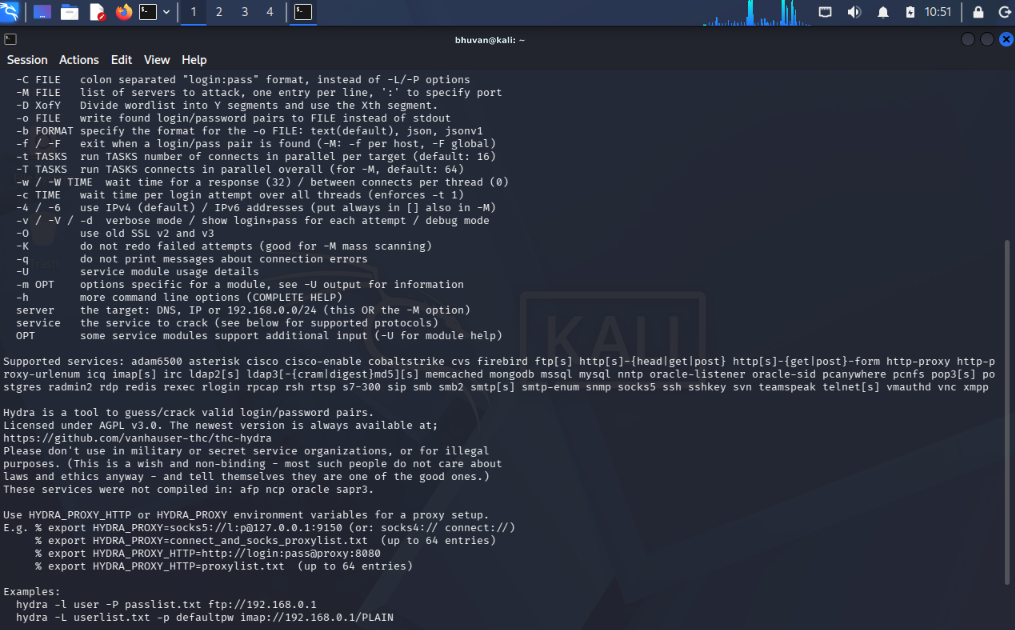 1 2 3 4 10:51
bhuvan@kali: ~
Session Actions Edit View Help
-C FILE colon separated "login:pass" format, instead of -L/-P options
-M FILE list of servers to attack, one entry per line, ':' to specify port
-D XofY Divide wordlist into Y segments and use the Xth segment.
-o FILE write found login/password pairs to FILE instead of stdout
-b FORMAT specify the format for the -o FILE: text(default), json, jsonv1
-f / -F exit when a login/pass pair is found (-M: -f per host, -F global)
-t TASKS run TASKS number of connects in parallel per target (default: 16)
-T TASKS run TASKS connects in parallel overall (for -M, default: 64)
-w / -W TIME wait time for a response (32) / between connects per thread (0)
-c TIME wait time per login attempt over all threads (enforces -t 1)
-4 / -6 use IPv4 (default) / IPv6 addresses (put always in [] also in -M)
-v / -V / -d verbose mode / show login+pass for each attempt / debug mode
-O use old SSL v2 and v3
-K do not redo failed attempts (good for -M mass scanning)
-q do not print messages about connection errors
-U service module usage details
-m OPT options specific for a module, see -U output for information
-h more command line options (COMPLETE HELP)
server the target: DNS, IP or 192.168.0.0/24 (this OR the -M option)
service the service to crack (see below for supported protocols)
OPT some service modules support additional input (-U for module help)
KALI
Supported services: adam6500 asterisk cisco cisco-enable cobaltstrike cvs firebird ftp[s] http[s]-{head|get|post} http[s]-{get|post}-form http-proxy http-p
roxy-urlenum icq imap[s] irc ldap2[s] ldap3[-{cram|digest}md5][s] memcached mongodb mssql mysql nntp oracle-listener oracle-sid pcanywhere pcnfs pop3[s] po
stgres radmin2 rdp redis rexec rlogin rpcap rsh rtsp s7-300 sip smb smb2 smtp[s] smtp-enum snmp socks5 ssh sshkey svn teamspeak telnet[s] vmauthd vnc xmpp
Hydra is a tool to guess/crack valid login/password pairs.
Licensed under AGPL v3.0. The newest version is always available at;
https://github.com/vanhauser-thc/thc-hydra
Please don't use in military or secret service organizations, or for illegal
purposes. (This is a wish and non-binding - most such people do not care about
laws and ethics anyway - and tell themselves they are one of the good ones.)
These services were not compiled in: afp ncp oracle sapr3.
Use HYDRA_PROXY_HTTP or HYDRA_PROXY environment variables for a proxy setup.
E.g. % export HYDRA_PROXY=socks5://l:p@127.0.0.1:9150 (or: socks4:// connect://)
% export HYDRA_PROXY=connect_and_socks_proxylist.txt (up to 64 entries)
% export HYDRA_PROXY_HTTP=http://login:pass@proxy:8080
% export HYDRA_PROXY_HTTP=proxylist.txt (up to 64 entries)
Examples:
hydra -l user -P passlist.txt ftp://192.168.0.1
hydra -L userlist.txt -p defaultpw imap://192.168.0.1/PLAIN